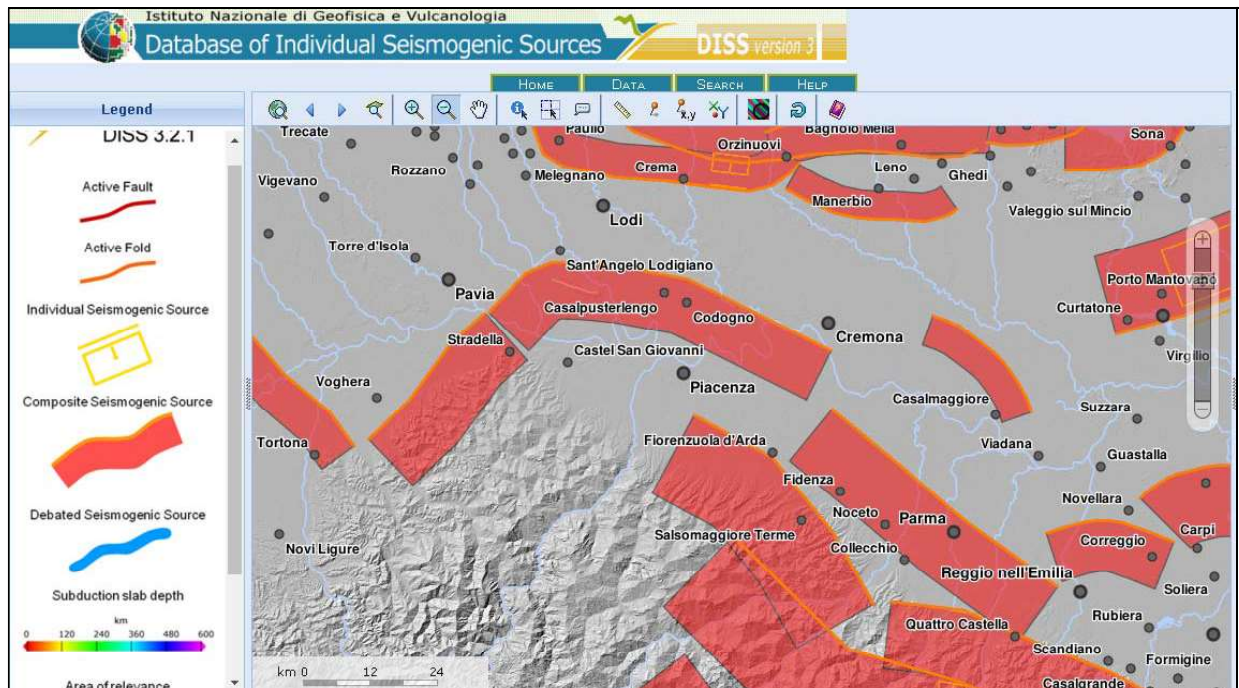 Istituto Nazionale di Geofisica e Vulcanologia
Database of Individual Seismogenic Sources
DISS version 3
HOME DATA SEARCH HELP
Legend
x,y
xY
DISS 3.2.1
Active Fault
Active Fold
Individual Seismogenic Source
Composite Seismogenic Source
Debated Seismogenic Source
Subduction slab depth
km
0 120 240 360 480 600
Area of relevance
Trecate
Paullo
Bagnolo Mella
Sona
Orzinuovi
Rozzano
Melegnano
Crema
Leno
Ghedi
Vigevano
Manerbio
Valeggio sul Mincio
Lodi
Torre d'Isola
Sant'Angelo Lodigiano
Porto Mantovano
Pavia
Casalpusterlengo
Codogno
Curtatone
Stradella
Cremona
Castel San Giovanni
Virgilio
Voghera
Piacenza
Casalmaggiore
Suzzara
Tortona
Fiorenzuola d'Arda
Viadana
Guastalla
Fidenza
Novellara
Noceto
Parma
Salsomaggiore Terme
Carpi
Novi Ligure
Collecchio
Correggio
Reggio nell'Emilia
Soliera
Rubiera
Quattro Castella
Scandiano
Formigine
Casalgrande
km 0 12 24